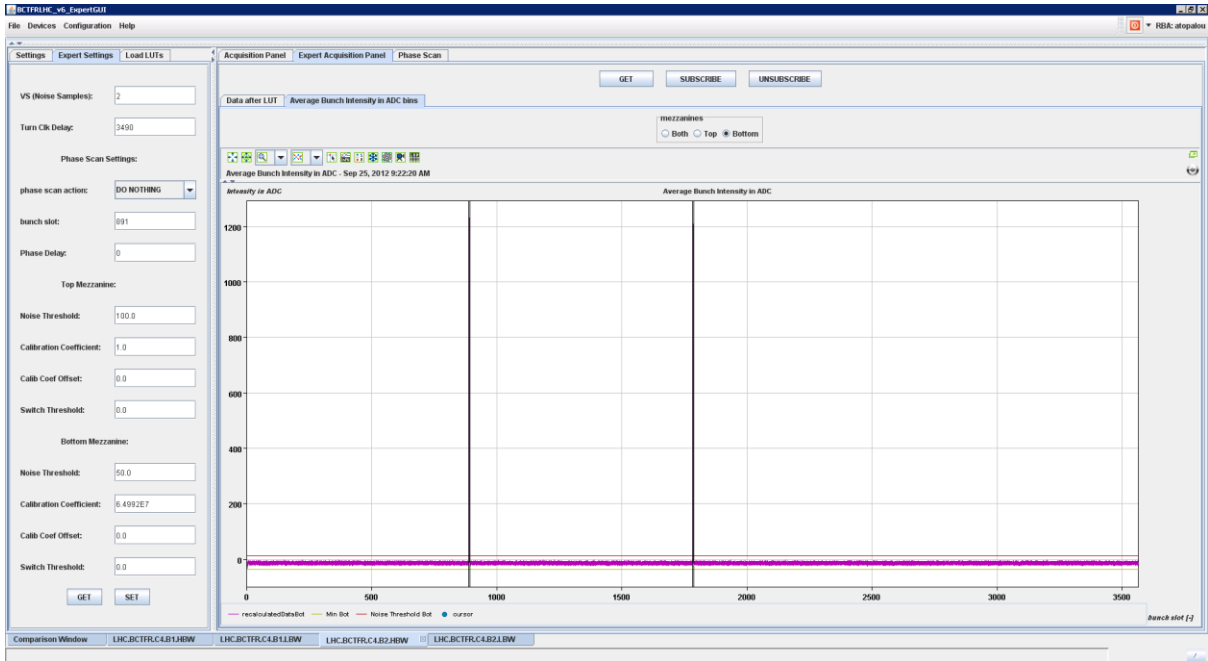 BCTFRLHC_v6_ExpertGUI
File Devices Configuration Help
RBA: atopalou
Settings Expert Settings Load LUTs
VS (Noise Samples): 2
Turn Clk Delay: 3490
Phase Scan Settings:
phase scan action: DO NOTHING
bunch slot: 891
Phase Delay: 0
Top Mezzanine:
Noise Threshold: 100.0
Calibration Coefficient: 1.0
Calib Coef Offset: 0.0
Switch Threshold: 0.0
Bottom Mezzanine:
Noise Threshold: 50.0
Calibration Coefficient: 6.4992E7
Calib Coef Offset: 0.0
Switch Threshold: 0.0
GET SET
Acquisition Panel Expert Acquisition Panel Phase Scan
GET SUBSCRIBE UNSUBSCRIBE
Data after LUT Average Bunch Intensity in ADC bins
mezzanines
Both Top Bottom
Average Bunch Intensity in ADC - Sep 25, 2012 9:22:20 AM
Intensity in ADC Average Bunch Intensity in ADC
1200
1000
800
600
400
200
0
0 500 1000 1500 2000 2500 3000 3500
recalculatedDataBot Min Bot Noise Threshold Bot cursor
bunch slot [-]
Comparison Window LHC.BCTFR.C4.B1.HBW LHC.BCTFR.C4.B1.LBW LHC.BCTFR.C4.B2.HBW LHC.BCTFR.C4.B2.LBW